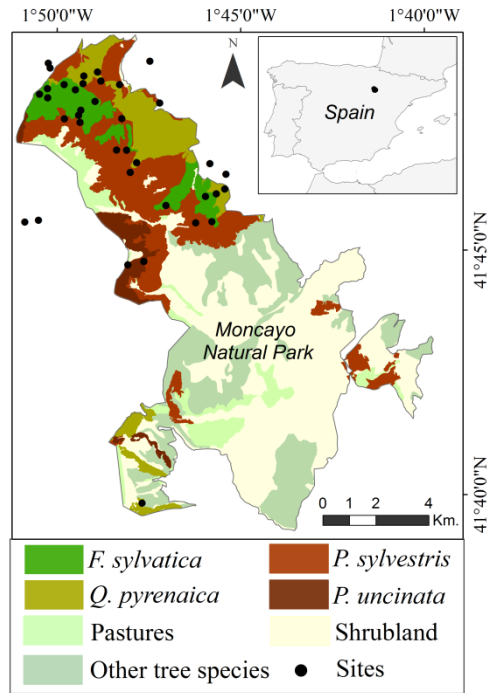 1°50'0"W 1°45'0"W 1°40'0"W
N
Spain
41°45'0"N
Moncayo
Natural Park
41°40'0"N
0 1 2 4
Km.
F. sylvatica P. sylvestris
Q. pyrenaica P. uncinata
Pastures Shrubland
Other tree species Sites